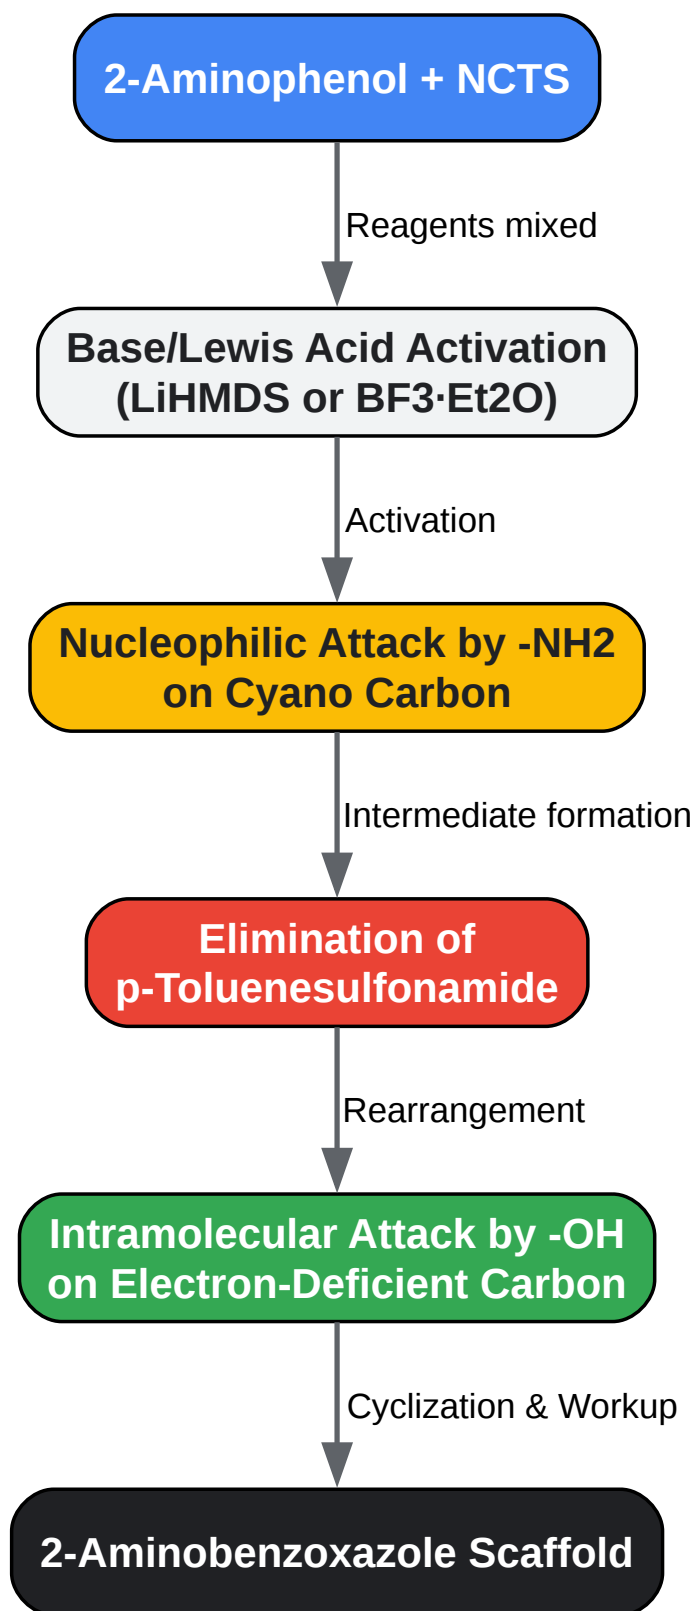 2-Aminophenol + NCTS
Reagents mixed
Base/Lewis Acid Activation
(LiHMDS or BF3·Et2O)
Activation
Nucleophilic Attack by -NH2
on Cyano Carbon
Intermediate formation
Elimination of
p-Toluenesulfonamide
Rearrangement
Intramolecular Attack by -OH
on Electron-Deficient Carbon
Cyclization & Workup
2-Aminobenzoxazole Scaffold